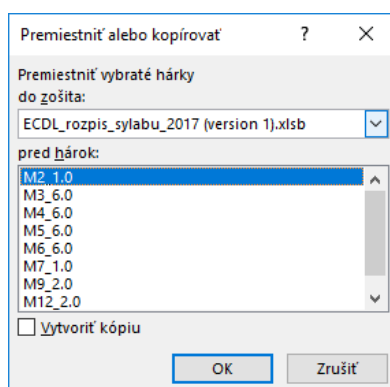 Premiestniť alebo kopírovať ?
Premiestniť vybraté hárky
do zošita:
ECDL_rozpis_sylabu_2017 (version 1).xlsb
pred hárok:
M2_1.0
M3_6.0
M4_6.0
M5_6.0
M6_6.0
M7_1.0
M9_2.0
M12_2.0
Vytvoriť kópiu
OK Zrušiť